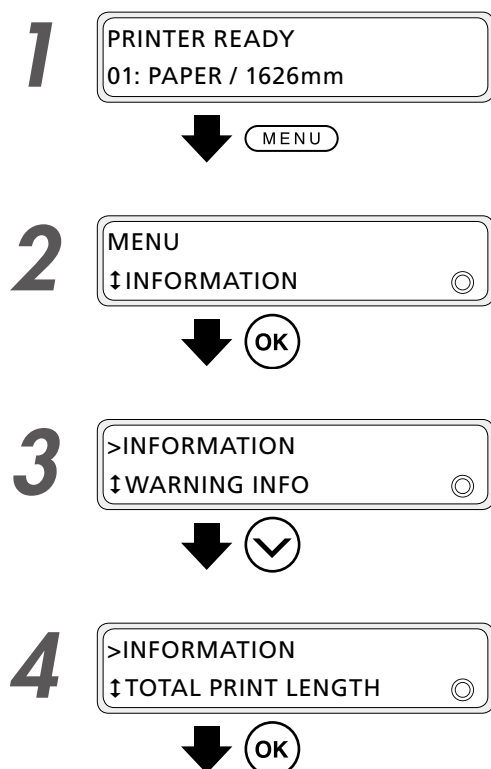 1
PRINTER READY
01: PAPER / 1626mm
MENU
2
MENU
↕INFORMATION
OK
3
>INFORMATION
↕WARNING INFO
4
>INFORMATION
↕TOTAL PRINT LENGTH
OK